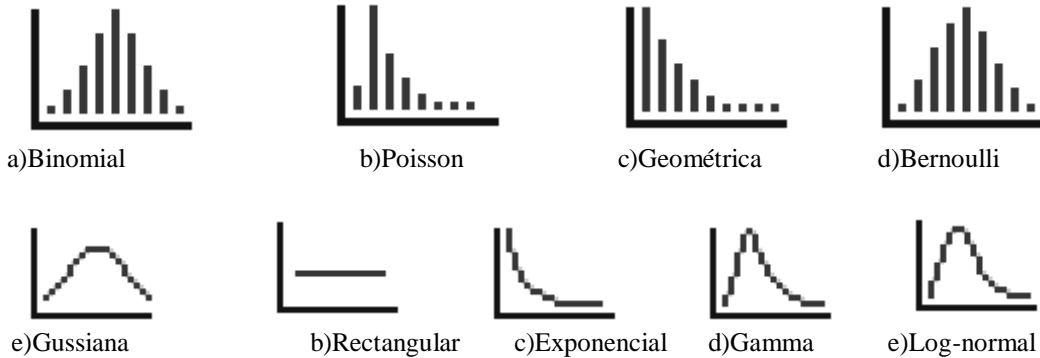 a)Binomial
b)Poisson
c)Geométrica
d)Bernoulli
e)Gussiana
b)Rectangular
c)Exponencial
d)Gamma
e)Log-normal